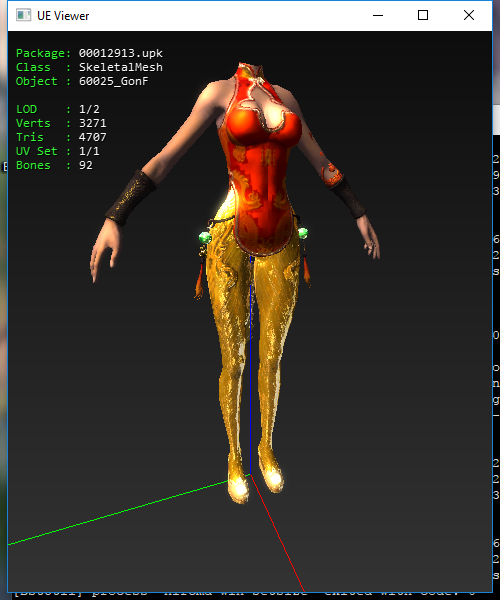 UE Viewer
Package: 00012913.upk
Class : SkeletalMesh
Object : 60025_GonF
LOD : 1/2
Verts : 3271
Tris : 4707
UV Set : 1/1
Bones : 92